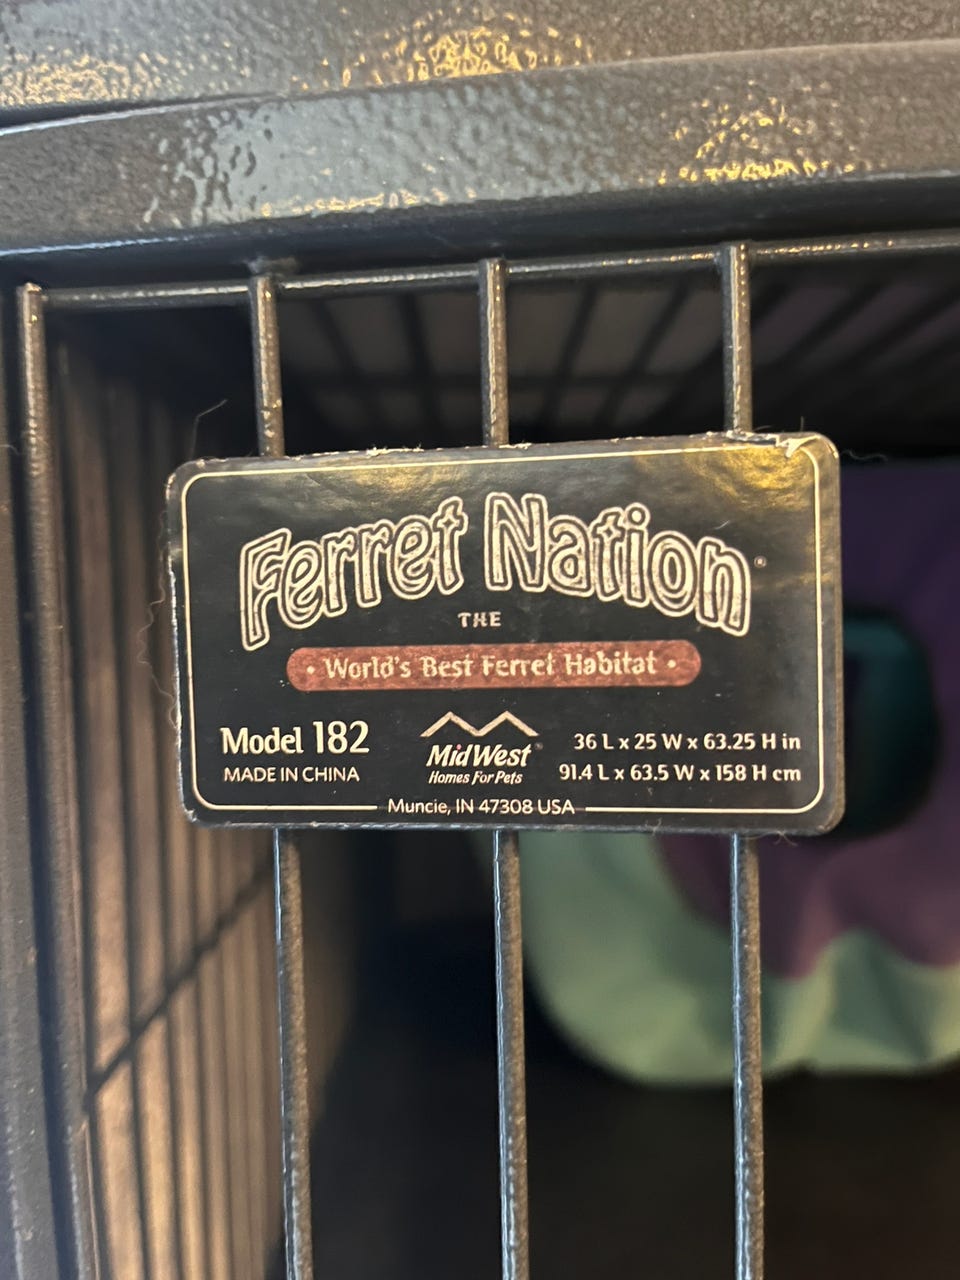 Ferret Nation®
THE
• World's Best Ferret Habitat •
Model 182
MADE IN CHINA
MidWest®
Homes For Pets
36 L x 25 W x 63.25 H in
91.4 L x 63.5 W x 158 H cm
Muncie, IN 47308 USA